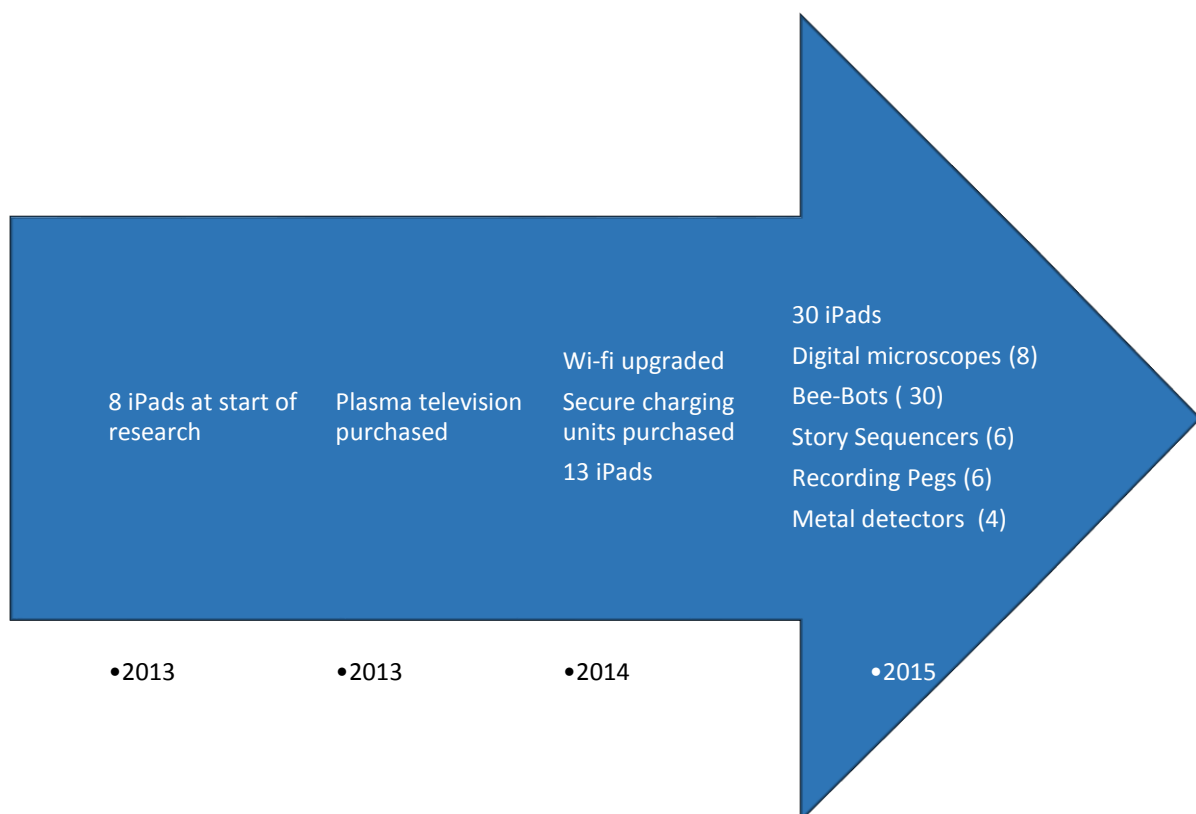 8 iPads at start of
research
Plasma television
purchased
Wi-fi upgraded
Secure charging
units purchased
13 iPads
30 iPads
Digital microscopes (8)
Bee-Bots ( 30)
Story Sequencers (6)
Recording Pegs (6)
Metal detectors  (4)
•2013
•2013
•2014
•2015